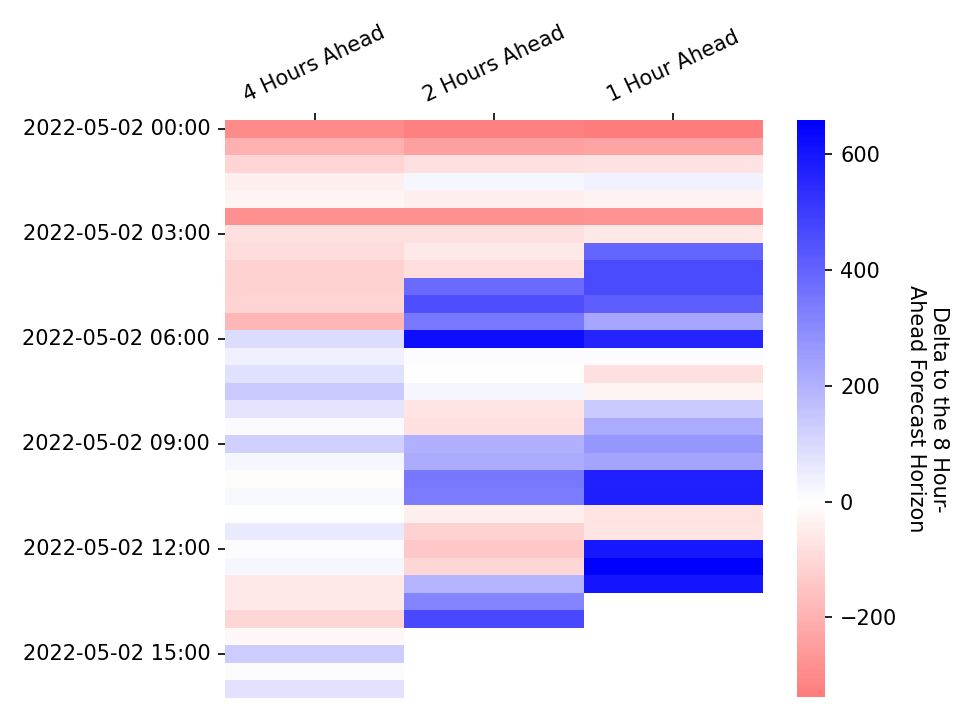 4 Hours Ahead
2 Hours Ahead
1 Hour Ahead
2022-05-02 00:00
2022-05-02 03:00
2022-05-02 06:00
2022-05-02 09:00
2022-05-02 12:00
2022-05-02 15:00
600
400
200
0
−200
Delta to the 8 Hour-
Ahead Forecast Horizon